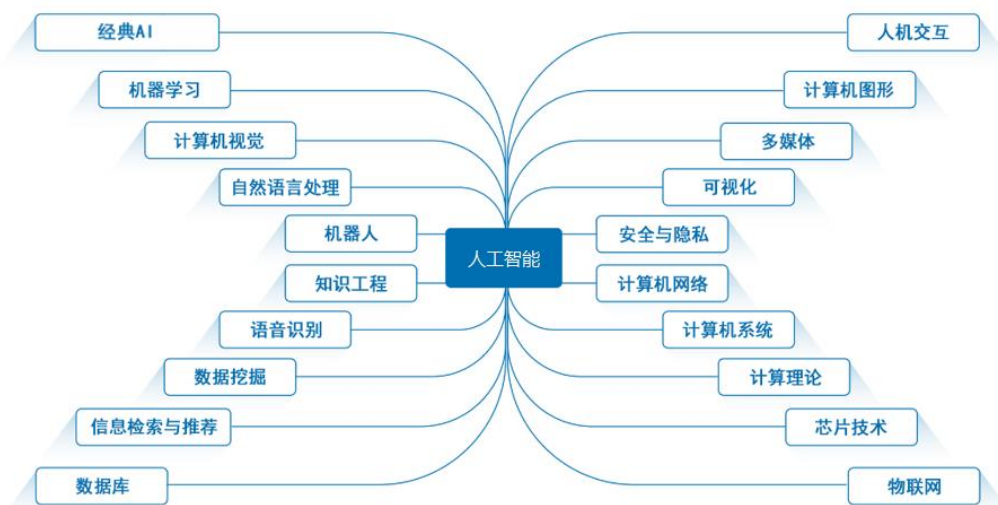 经典AI
人机交互
机器学习
计算机图形
计算机视觉
多媒体
自然语言处理
可视化
机器人
安全与隐私
人工智能
知识工程
计算机网络
语音识别
计算机系统
数据挖掘
计算理论
信息检索与推荐
芯片技术
数据库
物联网